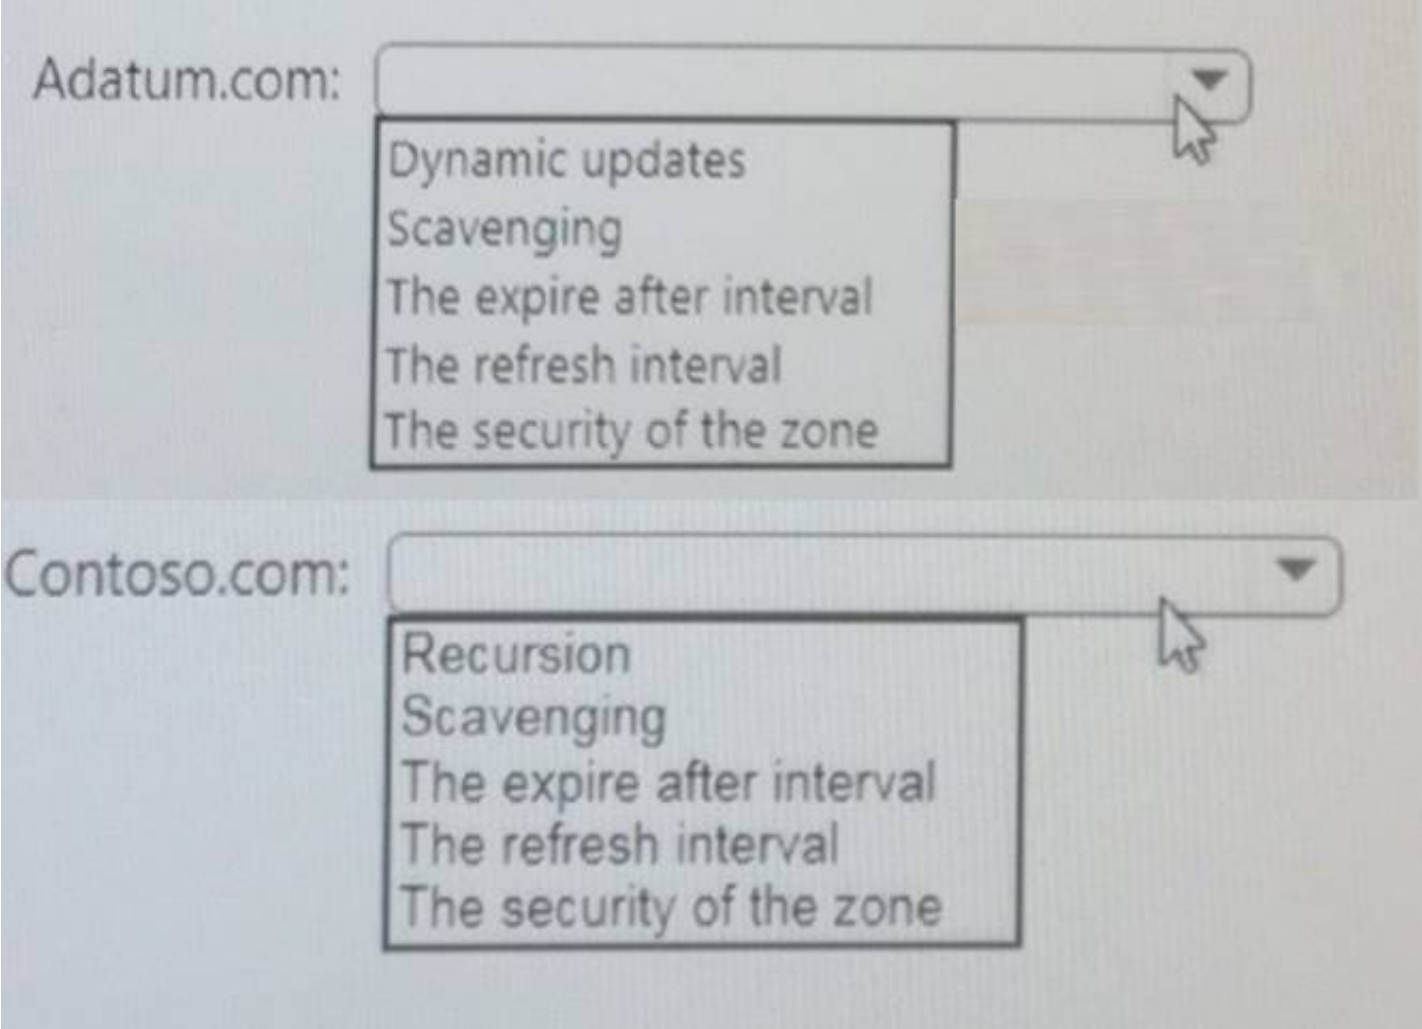 Adatum.com:
Dynamic updates
Scavenging
The expire after interval
The refresh interval
The security of the zone
Contoso.com:
Recursion
Scavenging
The expire after interval
The refresh interval
The security of the zone